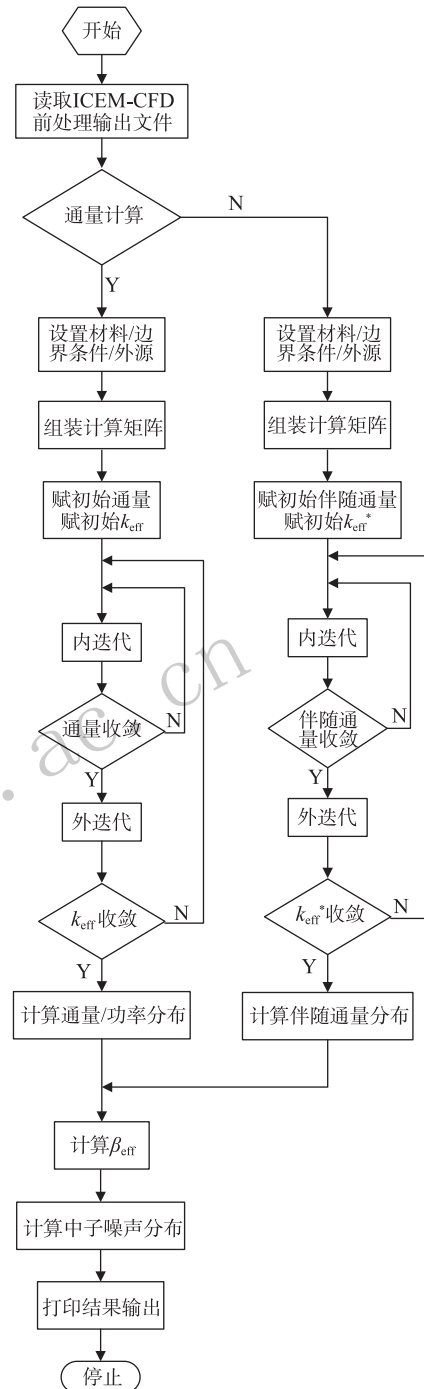 开始
读取ICEM-CFD
前处理输出文件
通量计算
N
Y
设置材料/边
界条件/外源
组装计算矩阵
赋初始通量
赋初始keff
内迭代
通量收敛
N
Y
外迭代
keff收敛
N
Y
计算通量/功率分布
设置材料/边
界条件/外源
组装计算矩阵
赋初始伴随通量
赋初始keff*
内迭代
伴随通
量收敛
N
Y
外迭代
keff*收敛
N
Y
计算伴随通量分布
计算βeff
计算中子噪声分布
打印结果输出
停止
.ac.cn